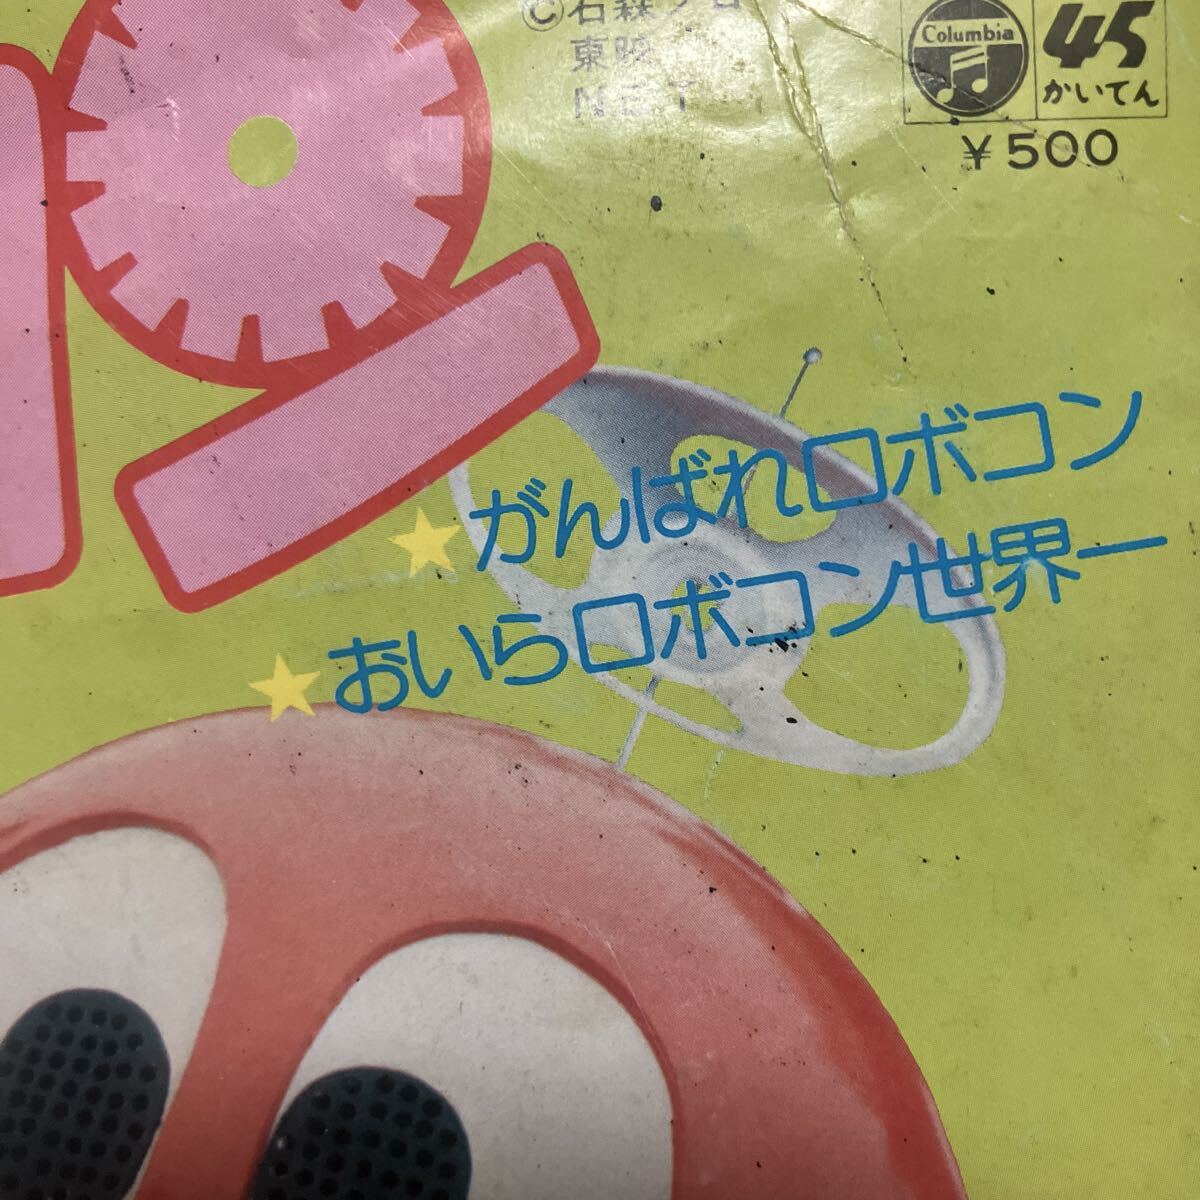 ©石森プロ
東映
NET
Columbia
45
かいてん
¥500
★がんばれロボコン
★おいらロボコン世界一